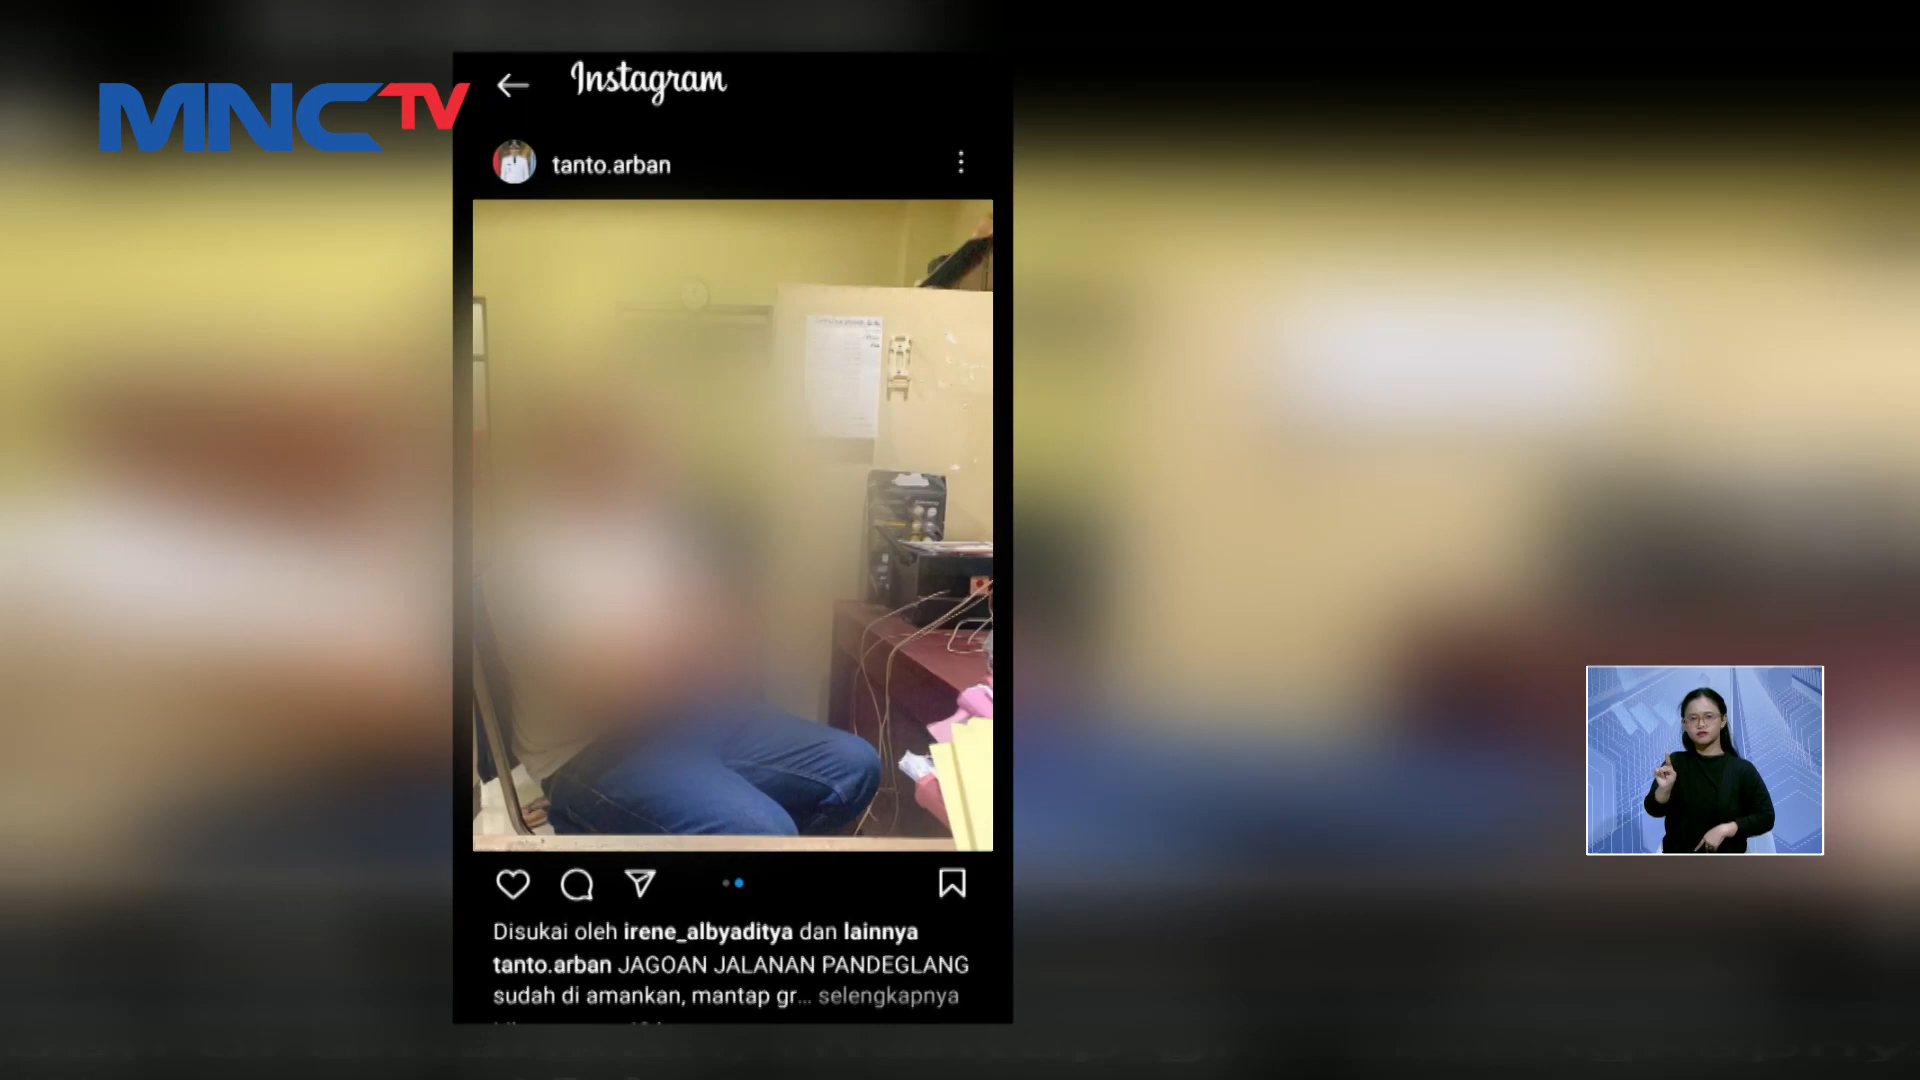 MNCTV
Instagram
tanto.arban
Disukai oleh irene_albyaditya dan lainnya
tanto.arban JAGOAN JALANAN PANDEGLANG
sudah di amankan, mantap gr... selengkapnya